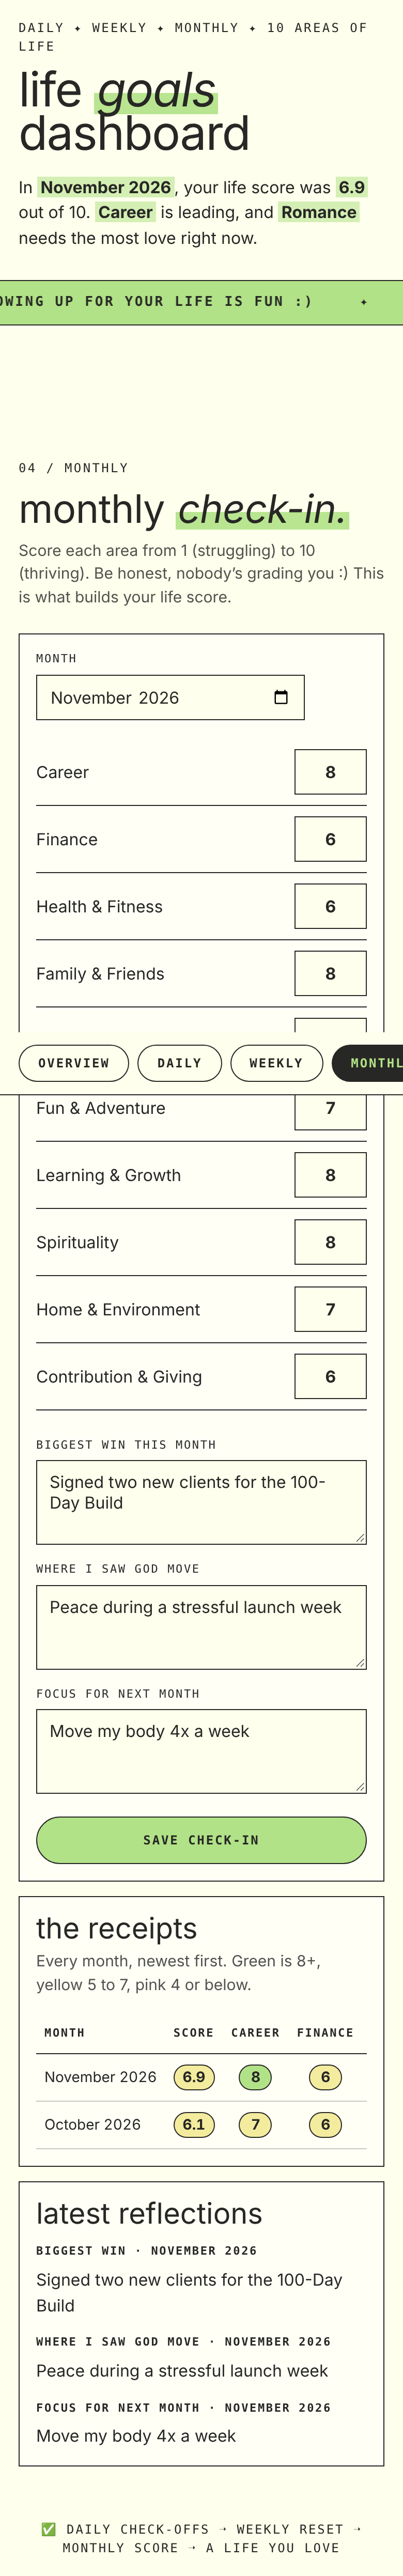 DAILY ✦ WEEKLY ✦ MONTHLY ✦ 10 AREAS OF
LIFE
life goals
dashboard
In November 2026, your life score was 6.9
out of 10. Career is leading, and Romance
needs the most love right now.
OWING UP FOR YOUR LIFE IS FUN :) ✦
04 / MONTHLY
monthly check-in.
Score each area from 1 (struggling) to 10
(thriving). Be honest, nobody’s grading you :) This
is what builds your life score.
MONTH
November 2026
Career 8
Finance 6
Health & Fitness 6
Family & Friends 8
OVERVIEW DAILY WEEKLY MONTHL
Fun & Adventure 7
Learning & Growth 8
Spirituality 8
Home & Environment 7
Contribution & Giving 6
BIGGEST WIN THIS MONTH
Signed two new clients for the 100-
Day Build
WHERE I SAW GOD MOVE
Peace during a stressful launch week
FOCUS FOR NEXT MONTH
Move my body 4x a week
SAVE CHECK-IN
the receipts
Every month, newest first. Green is 8+,
yellow 5 to 7, pink 4 or below.
MONTH SCORE CAREER FINANCE
November 2026 6.9 8 6
October 2026 6.1 7 6
latest reflections
BIGGEST WIN · NOVEMBER 2026
Signed two new clients for the 100-Day
Build
WHERE I SAW GOD MOVE · NOVEMBER 2026
Peace during a stressful launch week
FOCUS FOR NEXT MONTH · NOVEMBER 2026
Move my body 4x a week
✅ DAILY CHECK-OFFS → WEEKLY RESET →
MONTHLY SCORE → A LIFE YOU LOVE